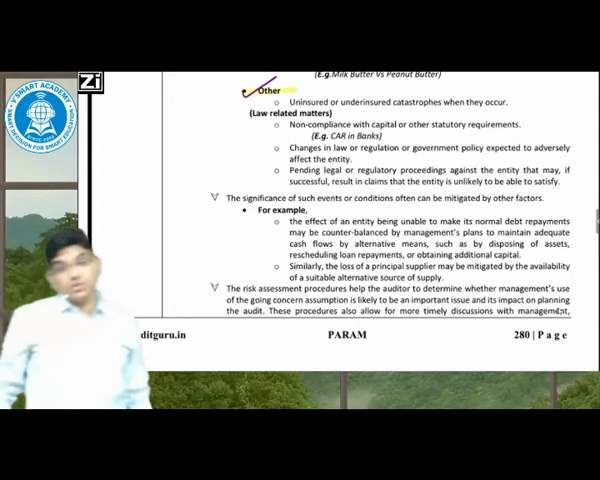 (E.g.Milk Butter Vs Peanut Butter)
V'SMART ACADEMY
SMART DECISION FOR SMART EDUCATION
Zi
• Other
o Uninsured or underinsured catastrophes when they occur.
(Law related matters)
o Non-compliance with capital or other statutory requirements.
(E.g. CAR in Banks)
o Changes in law or regulation or government policy expected to adversely
affect the entity.
o Pending legal or regulatory proceedings against the entity that may, if
successful, result in claims that the entity is unlikely to be able to satisfy.
The significance of such events or conditions often can be mitigated by other factors.
• For example,
o the effect of an entity being unable to make its normal debt repayments
may be counter-balanced by management's plans to maintain adequate
cash flows by alternative means, such as by disposing of assets,
rescheduling loan repayments, or obtaining additional capital.
o Similarly, the loss of a principal supplier may be mitigated by the availability
of a suitable alternative source of supply.
The risk assessment procedures help the auditor to determine whether management's use
of the going concern assumption is likely to be an important issue and its impact on planning
the audit. These procedures also allow for more timely discussions with management,
ditguru.in PARAM 280 | P a g e